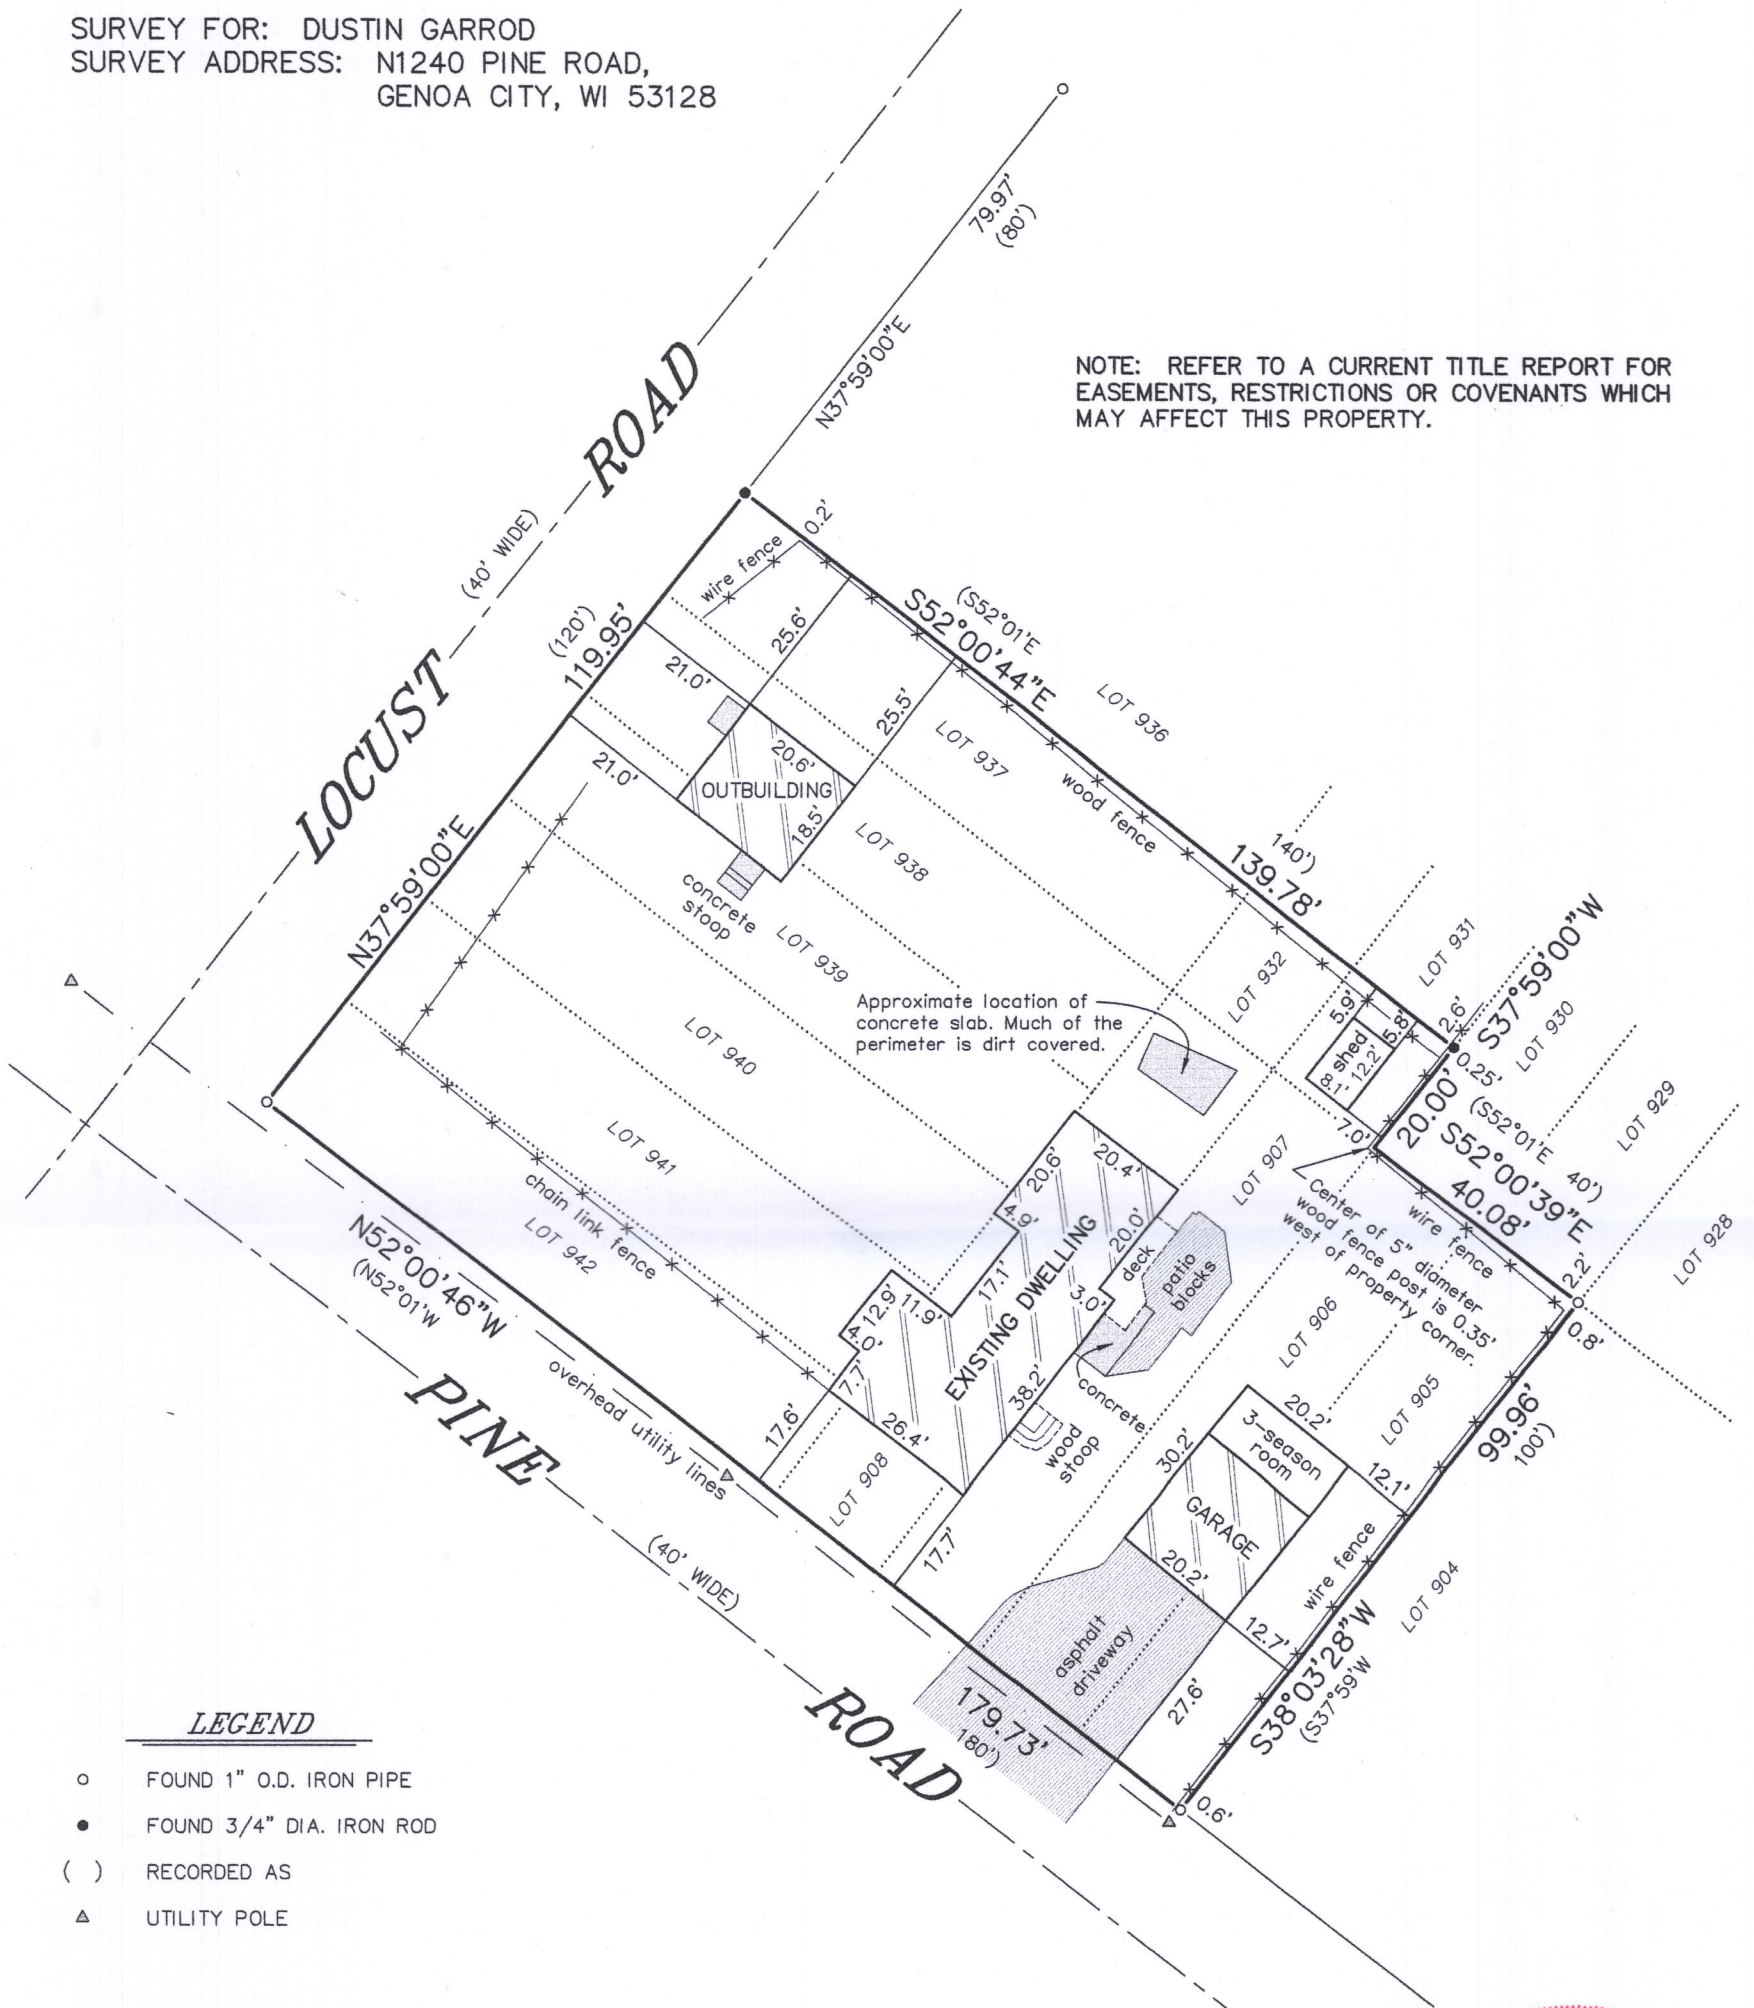 SURVEY FOR: DUSTIN GARROD
SURVEY ADDRESS: N1240 PINE ROAD,
GENOA CITY, WI 53128
79.97'
(80')
N37°59'00"E
NOTE: REFER TO A CURRENT TITLE REPORT FOR
EASEMENTS, RESTRICTIONS OR COVENANTS WHICH
MAY AFFECT THIS PROPERTY.
LOCUST ROAD
(40' WIDE)
0.2'
wire fence
(120')
119.95'
N37°59'00"E
25.6'
21.0'
25.5'
(S52°01'E
S52°00'44"E
LOT 936
LOT 937
20.6'
OUTBUILDING
18.5'
21.0'
wood fence
140')
139.78'
LOT 938
concrete
stoop
LOT 939
LOT 932
LOT 931
S37°59'00"W
LOT 930
Approximate location of
concrete slab. Much of the
perimeter is dirt covered.
5.9'
5.8'
2.6'
shed
8.1'
12.2'
0.25'
20.00'
7.0'
(S52°01'E
40')
S52°00'39"E
40.08'
LOT 929
LOT 928
LOT 940
LOT 941
chain link fence
LOT 942
LOT 907
Center of 5" diameter
wood fence post is 0.35'
west of property corner.
wire fence
2.2'
0.8'
20.6'
20.4'
4.9'
20.0'
deck
patio
blocks
17.1'
3.0'
EXISTING DWELLING
12.9'
11.9'
4.0'
7.7'
38.2'
26.4'
17.6'
concrete
wood
stoop
LOT 906
LOT 905
99.96'
100')
N52°00'46"W
(N52°01'W
overhead utility lines
PINE ROAD
(40' WIDE)
LOT 908
17.7'
20.2'
3-season
room
30.2'
12.1'
GARAGE
20.2'
wire fence
LOT 904
12.7'
S38°03'28"W
(S37°59'W
asphalt
driveway
27.6'
179.73'
180')
0.6'
LEGEND
FOUND 1" O.D. IRON PIPE
FOUND 3/4" DIA. IRON ROD
( ) RECORDED AS
UTILITY POLE